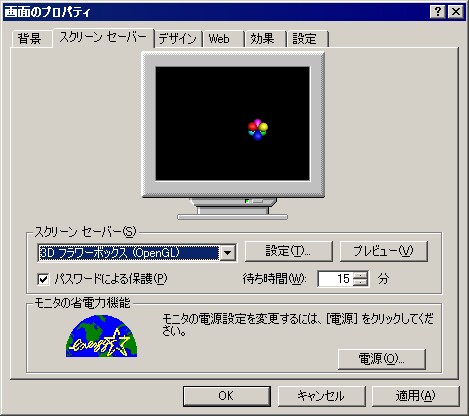 画面のプロパティ
背景 スクリーン セーバー デザイン Web 効果 設定
スクリーン セーバー(S)
3D フラワーボックス (OpenGL) 設定(T)... プレビュー(V)
パスワードによる保護(P) 待ち時間(W): 15 分
モニタの省電力機能
energy
モニタの電源設定を変更するには、[電源] をクリックしてくだ
さい。
電源(O)...
OK キャンセル 適用(A)